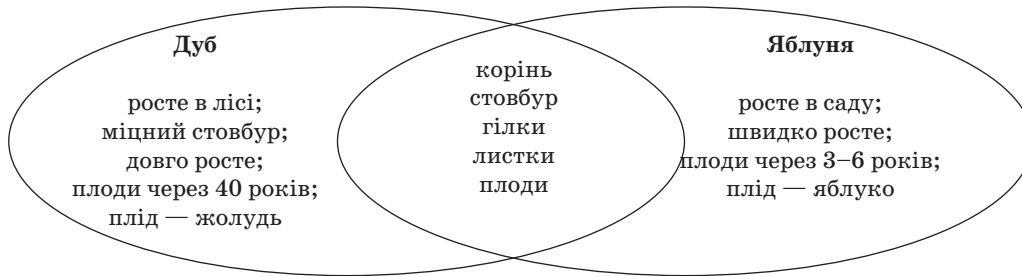 Дуб
росте в лісі;
міцний стовбур;
довго росте;
плоди через 40 років;
плід — жолудь
корінь
стовбур
гілки
листки
плоди
Яблуня
росте в саду;
швидко росте;
плоди через 3–6 років;
плід — яблуко